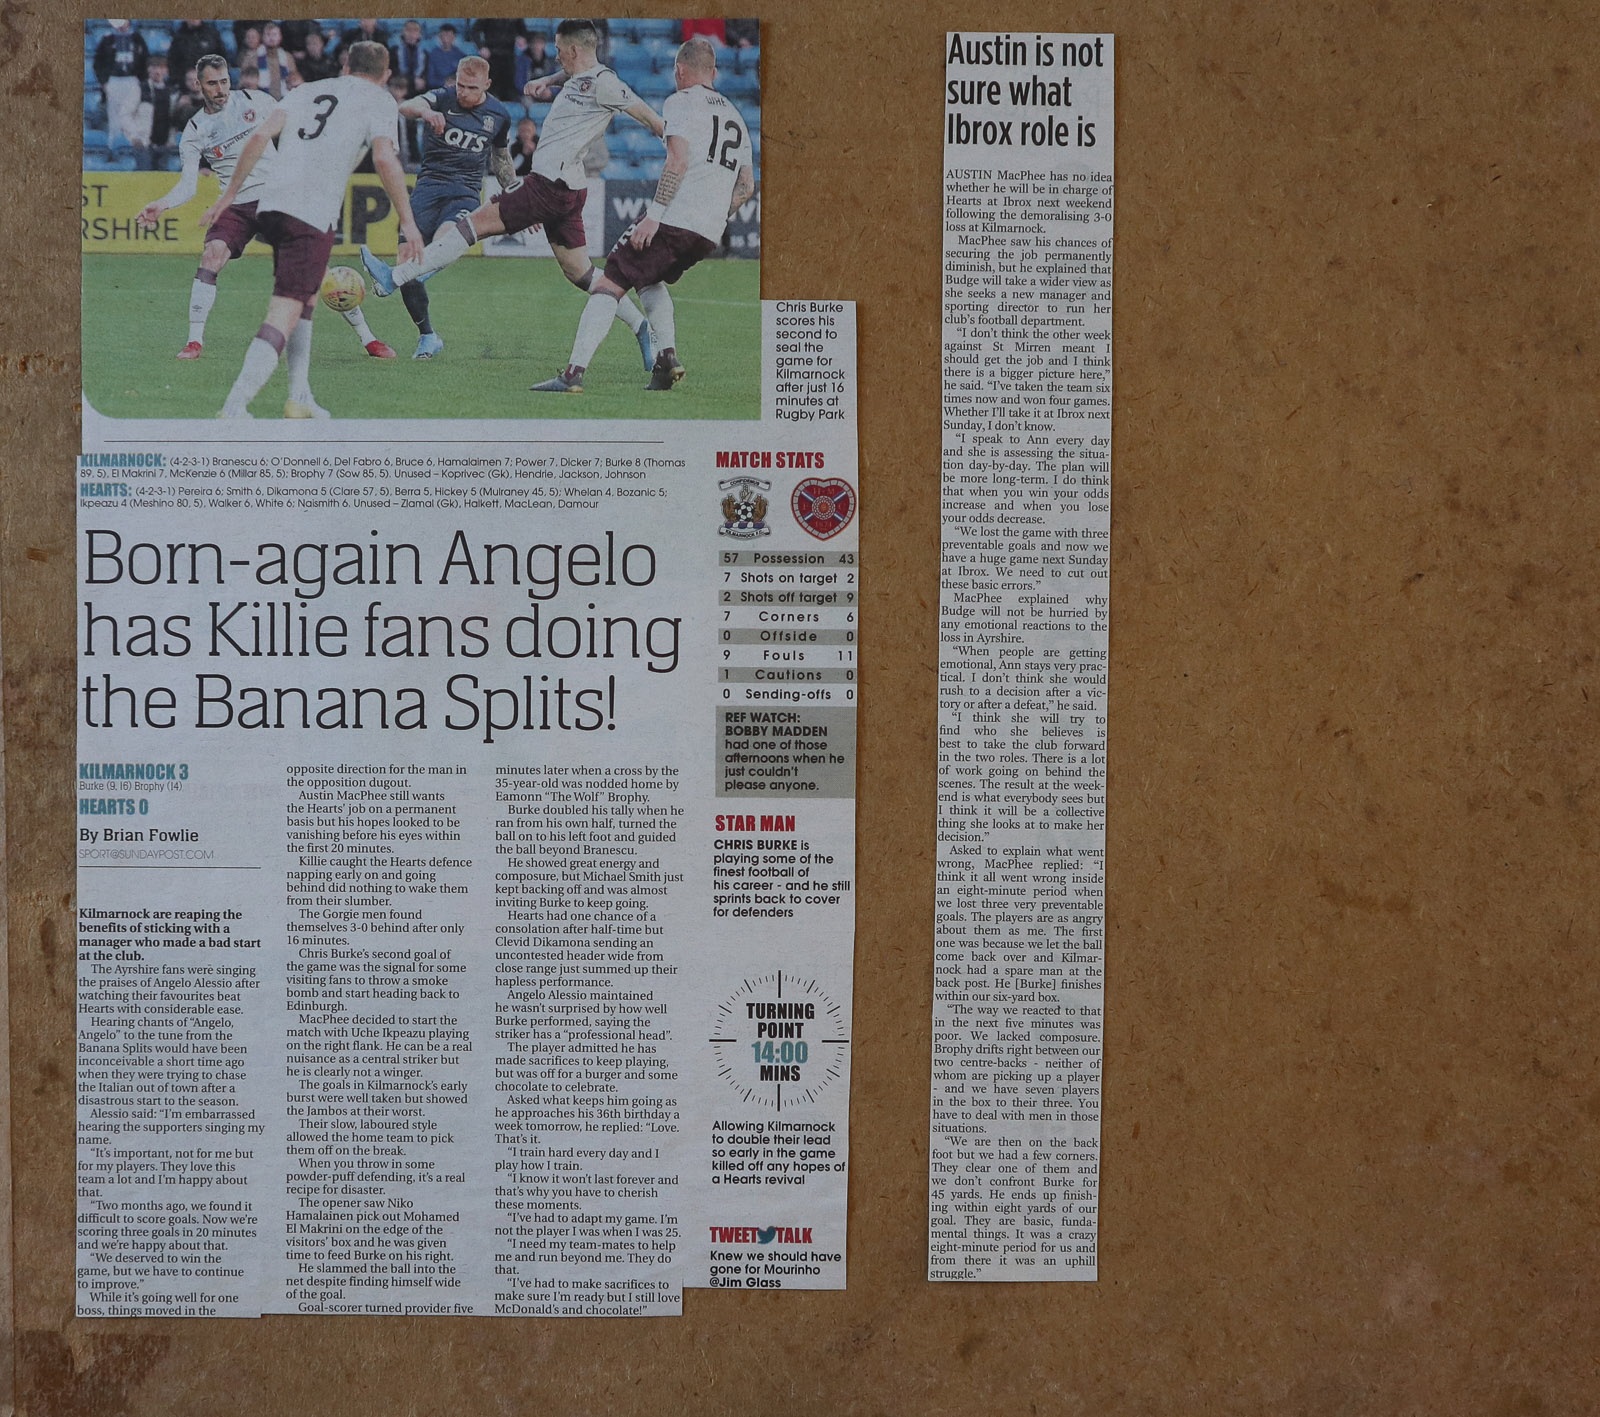 3
QTS
12
ST
RSHIRE
Chris Burke
scores his
second to
seal the
game for
Kilmarnock
after just 16
minutes at
Rugby Park
KILMARNOCK: (4-2-3-1) Branescu 6; O'Donnell 6, Del Fabro 6, Bruce 6, Hamalaimen 7; Power 7, Dicker 7; Burke 8 (Thomas
89, 5), El Makrini 7, McKenzie 6 (Millar 85, 5); Brophy 7 (Sow 85, 5). Unused – Koprivec (Gk), Hendrie, Jackson, Johnson
HEARTS: (4-2-3-1) Pereira 6; Smith 6, Dikamona 5 (Clare 57, 5), Berra 5, Hickey 5 (Mulraney 45, 5); Whelan 4, Bozanic 5;
Ikpeazu 4 (Meshino 80, 5), Walker 6, White 6; Naismith 6. Unused – Zlamal (Gk), Halkett, MacLean, Damour
Born-again Angelo
has Killie fans doing
the Banana Splits!
KILMARNOCK 3
Burke (9, 16) Brophy (14)
HEARTS 0
By Brian Fowlie
SPORT@SUNDAYPOST.COM
Kilmarnock are reaping the
benefits of sticking with a
manager who made a bad start
at the club.
The Ayrshire fans were singing
the praises of Angelo Alessio after
watching their favourites beat
Hearts with considerable ease.
Hearing chants of “Angelo,
Angelo” to the tune from the
Banana Splits would have been
inconceivable a short time ago
when they were trying to chase
the Italian out of town after a
disastrous start to the season.
Alessio said: “I'm embarrassed
hearing the supporters singing my
name.
“It's important, not for me but
for my players. They love this
team a lot and I'm happy about
that.
“Two months ago, we found it
difficult to score goals. Now we're
scoring three goals in 20 minutes
and we're happy about that.
“We deserved to win the
game, but we have to continue
to improve.”
While it's going well for one
boss, things moved in the
opposite direction for the man in
the opposition dugout.
Austin MacPhee still wants
the Hearts' job on a permanent
basis but his hopes looked to be
vanishing before his eyes within
the first 20 minutes.
Killie caught the Hearts defence
napping early on and going
behind did nothing to wake them
from their slumber.
The Gorgie men found
themselves 3-0 behind after only
16 minutes.
Chris Burke's second goal of
the game was the signal for some
visiting fans to throw a smoke
bomb and start heading back to
Edinburgh.
MacPhee decided to start the
match with Uche Ikpeazu playing
on the right flank. He can be a real
nuisance as a central striker but
he is clearly not a winger.
The goals in Kilmarnock's early
burst were well taken but showed
the Jambos at their worst.
Their slow, laboured style
allowed the home team to pick
them off on the break.
When you throw in some
powder-puff defending, it's a real
recipe for disaster.
The opener saw Niko
Hamalainen pick out Mohamed
El Makrini on the edge of the
visitors' box and he was given
time to feed Burke on his right.
He slammed the ball into the
net despite finding himself wide
of the goal.
Goal-scorer turned provider five
minutes later when a cross by the
35-year-old was nodded home by
Eamonn “The Wolf” Brophy.
Burke doubled his tally when he
ran from his own half, turned the
ball on to his left foot and guided
the ball beyond Branescu.
He showed great energy and
composure, but Michael Smith just
kept backing off and was almost
inviting Burke to keep going.
Hearts had one chance of a
consolation after half-time but
Clevid Dikamona sending an
uncontested header wide from
close range just summed up their
hapless performance.
Angelo Alessio maintained
he wasn't surprised by how well
Burke performed, saying the
striker has a “professional head”.
The player admitted he has
made sacrifices to keep playing,
but was off for a burger and some
chocolate to celebrate.
Asked what keeps him going as
he approaches his 36th birthday a
week tomorrow, he replied: “Love.
That's it.
“I train hard every day and I
play how I train.
“I know it won't last forever and
that's why you have to cherish
these moments.
“I've had to adapt my game. I'm
not the player I was when I was 25.
“I need my team-mates to help
me and run beyond me. They do
that.
“I've had to make sacrifices to
make sure I'm ready but I still love
McDonald's and chocolate!”
MATCH STATS
57 Possession 43
7 Shots on target 2
2 Shots off target 9
7 Corners 6
0 Offside 0
9 Fouls 11
1 Cautions 0
0 Sending-offs 0
REF WATCH:
BOBBY MADDEN
had one of those
afternoons when he
just couldn't
please anyone.
STAR MAN
CHRIS BURKE is
playing some of the
finest football of
his career - and he still
sprints back to cover
for defenders
TURNING
POINT
14:00
MINS
Allowing Kilmarnock
to double their lead
so early in the game
killed off any hopes of
a Hearts revival
TWEET TALK
Knew we should have
gone for Mourinho
@Jim Glass
Austin is not
sure what
Ibrox role is
AUSTIN MacPhee has no idea
whether he will be in charge of
Hearts at Ibrox next weekend
following the demoralising 3-0
loss at Kilmarnock.
MacPhee saw his chances of
securing the job permanently
diminish, but he explained that
Budge will take a wider view as
she seeks a new manager and
sporting director to run her
club's football department.
“I don't think the other week
against St Mirren meant I
should get the job and I think
there is a bigger picture here,”
he said. “I've taken the team six
times now and won four games.
Whether I'll take it at Ibrox next
Sunday, I don't know.
“I speak to Ann every day
and she is assessing the situa-
tion day-by-day. The plan will
be more long-term. I do think
that when you win your odds
increase and when you lose
your odds decrease.
“We lost the game with three
preventable goals and now we
have a huge game next Sunday
at Ibrox. We need to cut out
these basic errors.”
MacPhee explained why
Budge will not be hurried by
any emotional reactions to the
loss in Ayrshire.
“When people are getting
emotional, Ann stays very prac-
tical. I don't think she would
rush to a decision after a vic-
tory or after a defeat,” he said.
“I think she will try to
find who she believes is
best to take the club forward
in the two roles. There is a lot
of work going on behind the
scenes. The result at the week-
end is what everybody sees but
I think it will be a collective
thing she looks at to make her
decision.”
Asked to explain what went
wrong, MacPhee replied: “I
think it all went wrong inside
an eight-minute period when
we lost three very preventable
goals. The players are as angry
about them as me. The first
one was because we let the ball
come back over and Kilmar-
nock had a spare man at the
back post. He [Burke] finishes
within our six-yard box.
“The way we reacted to that
in the next five minutes was
poor. We lacked composure.
Brophy drifts right between our
two centre-backs - neither of
whom are picking up a player
- and we have seven players
in the box to their three. You
have to deal with men in those
situations.
“We are then on the back
foot but we had a few corners.
They clear one of them and
we don't confront Burke for
45 yards. He ends up finish-
ing within eight yards of our
goal. They are basic, funda-
mental things. It was a crazy
eight-minute period for us and
from there it was an uphill
struggle.”